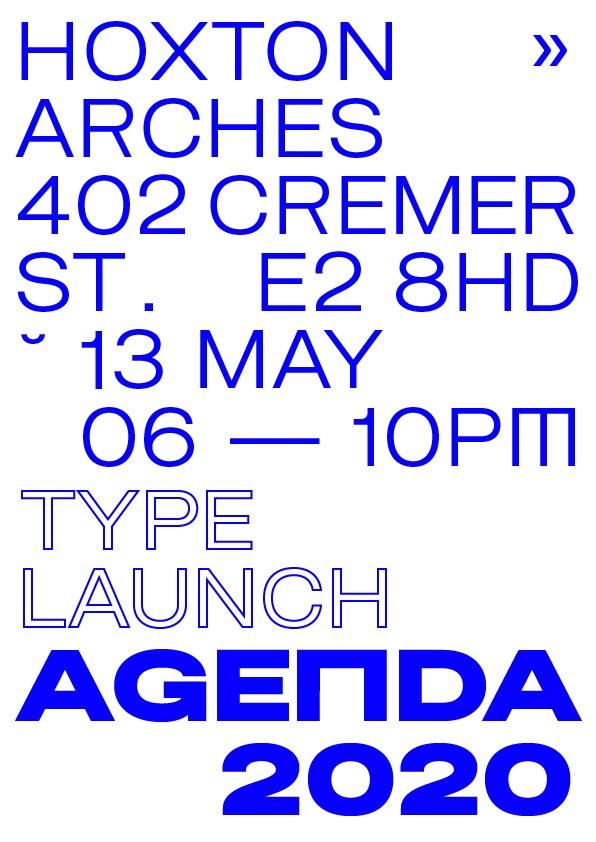 HOXTON »
ARCHES
402 CREMER
ST. E2 8HD
˘ 13 MAY
06 — 10PM
TYPE
LAUNCH
AGENDA
2020